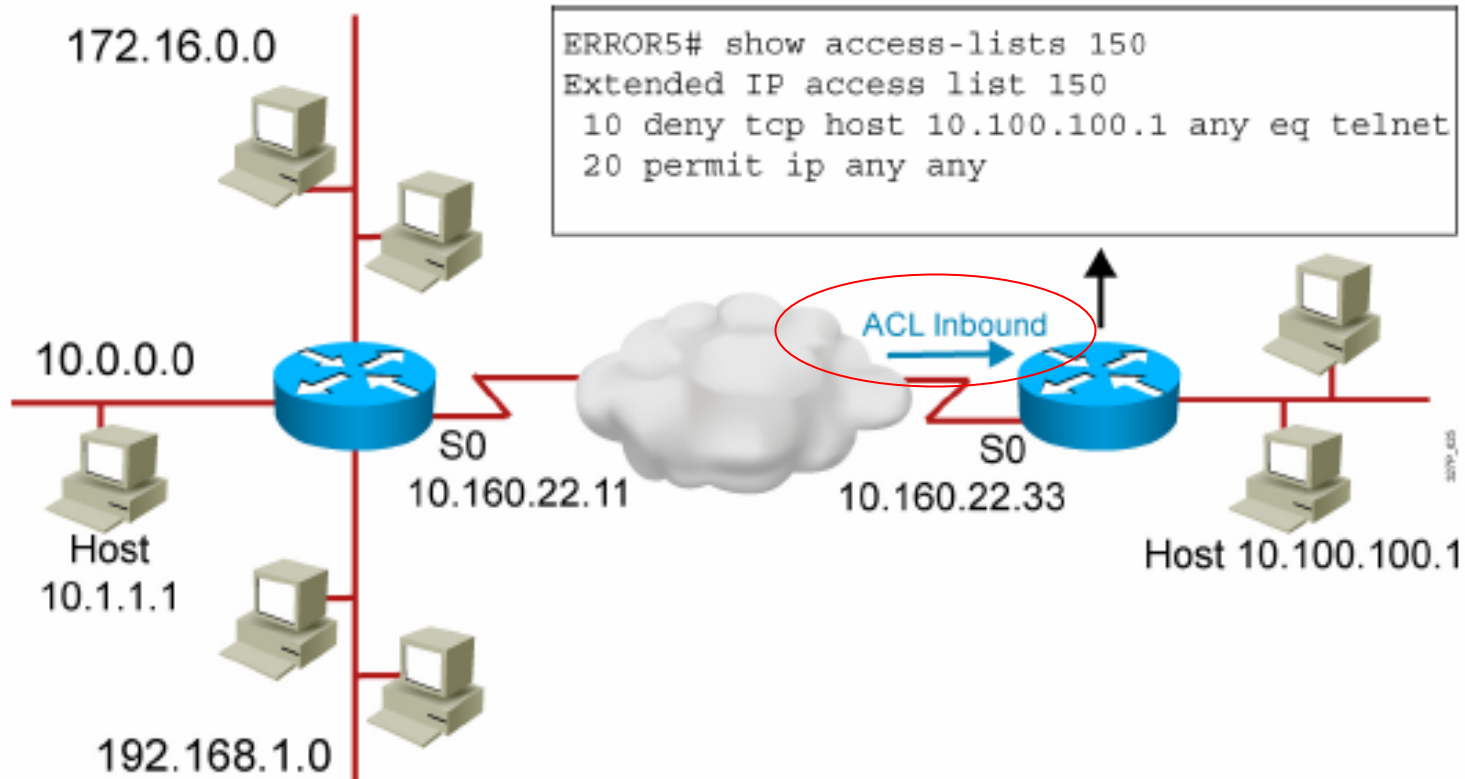 172.16.0.0
ERROR5# show access-lists 150
Extended IP access list 150
10 deny tcp host 10.100.100.1 any eq telnet
20 permit ip any any
ACL Inbound
10.0.0.0
S0
10.160.22.11
S0
10.160.22.33
Host
10.1.1.1
Host 10.100.100.1
192.168.1.0